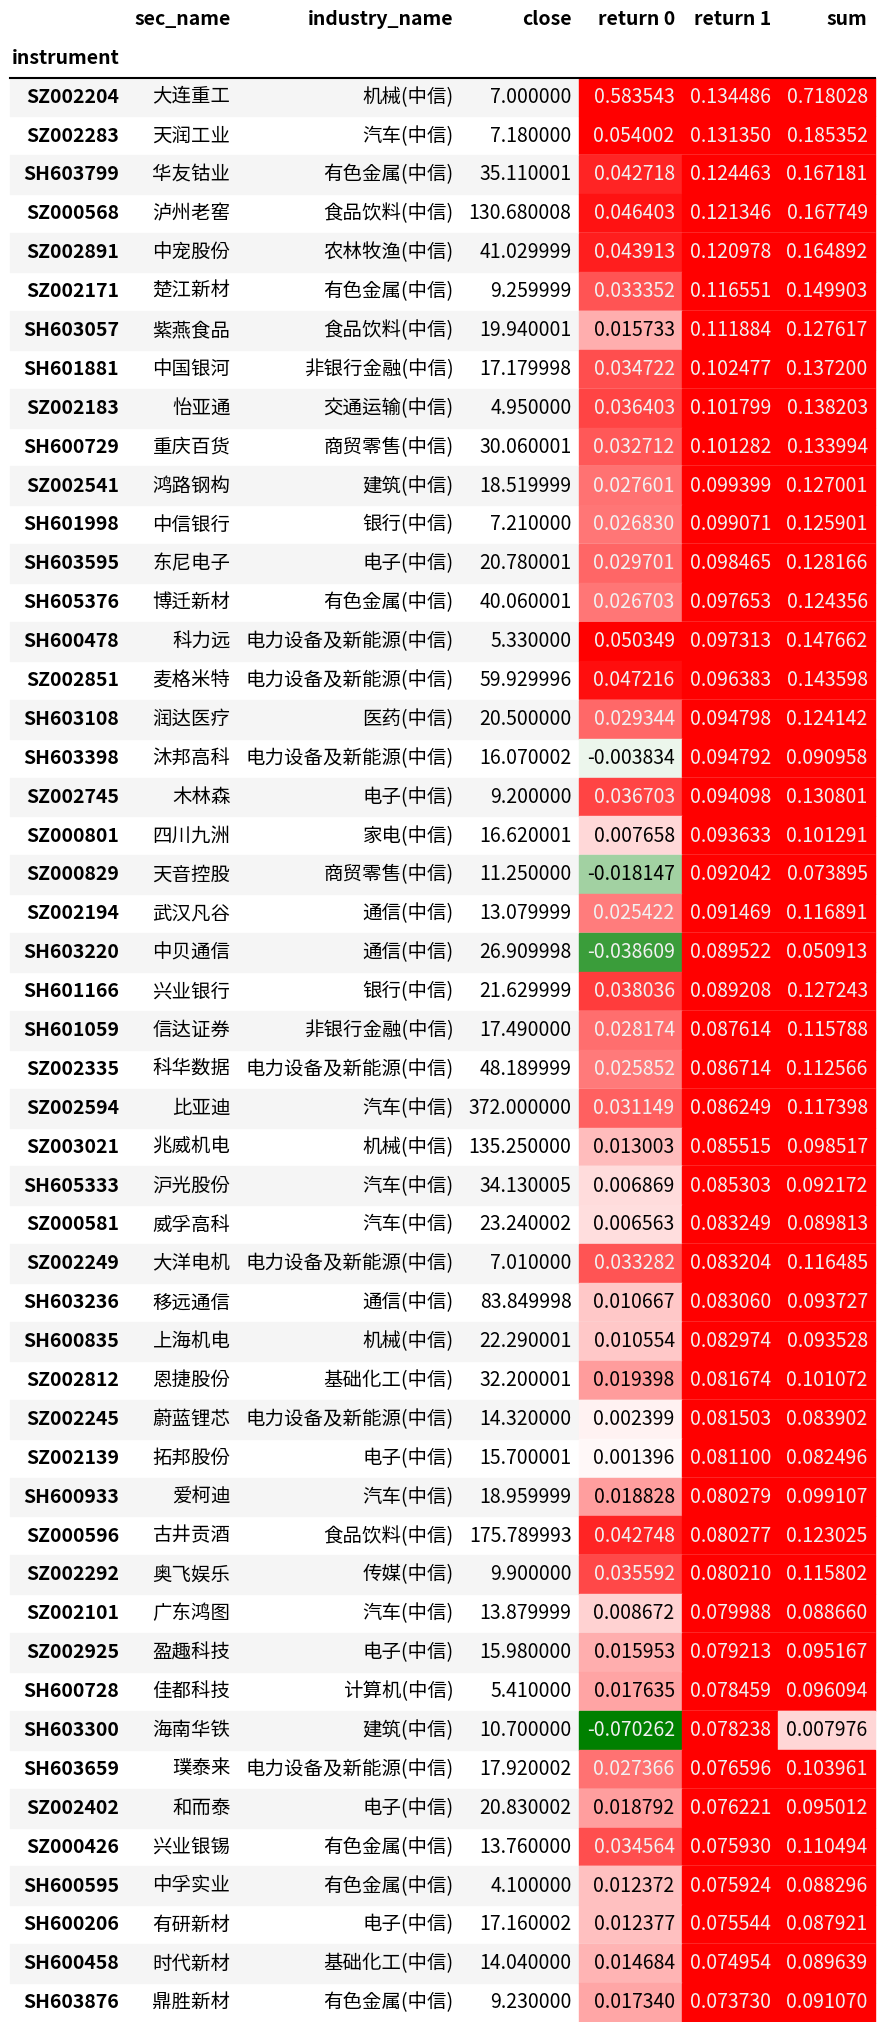 sec_name industry_name close return 0 return 1 sum
instrument
SZ002204 大连重工 机械(中信) 7.000000 0.583543 0.134486 0.718028
SZ002283 天润工业 汽车(中信) 7.180000 0.054002 0.131350 0.185352
SH603799 华友钴业 有色金属(中信) 35.110001 0.042718 0.124463 0.167181
SZ000568 泸州老窖 食品饮料(中信) 130.680008 0.046403 0.121346 0.167749
SZ002891 中宠股份 农林牧渔(中信) 41.029999 0.043913 0.120978 0.164892
SZ002171 楚江新材 有色金属(中信) 9.259999 0.033352 0.116551 0.149903
SH603057 紫燕食品 食品饮料(中信) 19.940001 0.015733 0.111884 0.127617
SH601881 中国银河 非银行金融(中信) 17.179998 0.034722 0.102477 0.137200
SZ002183 怡亚通 交通运输(中信) 4.950000 0.036403 0.101799 0.138203
SH600729 重庆百货 商贸零售(中信) 30.060001 0.032712 0.101282 0.133994
SZ002541 鸿路钢构 建筑(中信) 18.519999 0.027601 0.099399 0.127001
SH601998 中信银行 银行(中信) 7.210000 0.026830 0.099071 0.125901
SH603595 东尼电子 电子(中信) 20.780001 0.029701 0.098465 0.128166
SH605376 博迁新材 有色金属(中信) 40.060001 0.026703 0.097653 0.124356
SH600478 科力远 电力设备及新能源(中信) 5.330000 0.050349 0.097313 0.147662
SZ002851 麦格米特 电力设备及新能源(中信) 59.929996 0.047216 0.096383 0.143598
SH603108 润达医疗 医药(中信) 20.500000 0.029344 0.094798 0.124142
SH603398 沐邦高科 电力设备及新能源(中信) 16.070002 -0.003834 0.094792 0.090958
SZ002745 木林森 电子(中信) 9.200000 0.036703 0.094098 0.130801
SZ000801 四川九洲 家电(中信) 16.620001 0.007658 0.093633 0.101291
SZ000829 天音控股 商贸零售(中信) 11.250000 -0.018147 0.092042 0.073895
SZ002194 武汉凡谷 通信(中信) 13.079999 0.025422 0.091469 0.116891
SH603220 中贝通信 通信(中信) 26.909998 -0.038609 0.089522 0.050913
SH601166 兴业银行 银行(中信) 21.629999 0.038036 0.089208 0.127243
SH601059 信达证券 非银行金融(中信) 17.490000 0.028174 0.087614 0.115788
SZ002335 科华数据 电力设备及新能源(中信) 48.189999 0.025852 0.086714 0.112566
SZ002594 比亚迪 汽车(中信) 372.000000 0.031149 0.086249 0.117398
SZ003021 兆威机电 机械(中信) 135.250000 0.013003 0.085515 0.098517
SH605333 沪光股份 汽车(中信) 34.130005 0.006869 0.085303 0.092172
SZ000581 威孚高科 汽车(中信) 23.240002 0.006563 0.083249 0.089813
SZ002249 大洋电机 电力设备及新能源(中信) 7.010000 0.033282 0.083204 0.116485
SH603236 移远通信 通信(中信) 83.849998 0.010667 0.083060 0.093727
SH600835 上海机电 机械(中信) 22.290001 0.010554 0.082974 0.093528
SZ002812 恩捷股份 基础化工(中信) 32.200001 0.019398 0.081674 0.101072
SZ002245 蔚蓝锂芯 电力设备及新能源(中信) 14.320000 0.002399 0.081503 0.083902
SZ002139 拓邦股份 电子(中信) 15.700001 0.001396 0.081100 0.082496
SH600933 爱柯迪 汽车(中信) 18.959999 0.018828 0.080279 0.099107
SZ000596 古井贡酒 食品饮料(中信) 175.789993 0.042748 0.080277 0.123025
SZ002292 奥飞娱乐 传媒(中信) 9.900000 0.035592 0.080210 0.115802
SZ002101 广东鸿图 汽车(中信) 13.879999 0.008672 0.079988 0.088660
SZ002925 盈趣科技 电子(中信) 15.980000 0.015953 0.079213 0.095167
SH600728 佳都科技 计算机(中信) 5.410000 0.017635 0.078459 0.096094
SH603300 海南华铁 建筑(中信) 10.700000 -0.070262 0.078238 0.007976
SH603659 璞泰来 电力设备及新能源(中信) 17.920002 0.027366 0.076596 0.103961
SZ002402 和而泰 电子(中信) 20.830002 0.018792 0.076221 0.095012
SZ000426 兴业银锡 有色金属(中信) 13.760000 0.034564 0.075930 0.110494
SH600595 中孚实业 有色金属(中信) 4.100000 0.012372 0.075924 0.088296
SH600206 有研新材 电子(中信) 17.160002 0.012377 0.075544 0.087921
SH600458 时代新材 基础化工(中信) 14.040000 0.014684 0.074954 0.089639
SH603876 鼎胜新材 有色金属(中信) 9.230000 0.017340 0.073730 0.091070